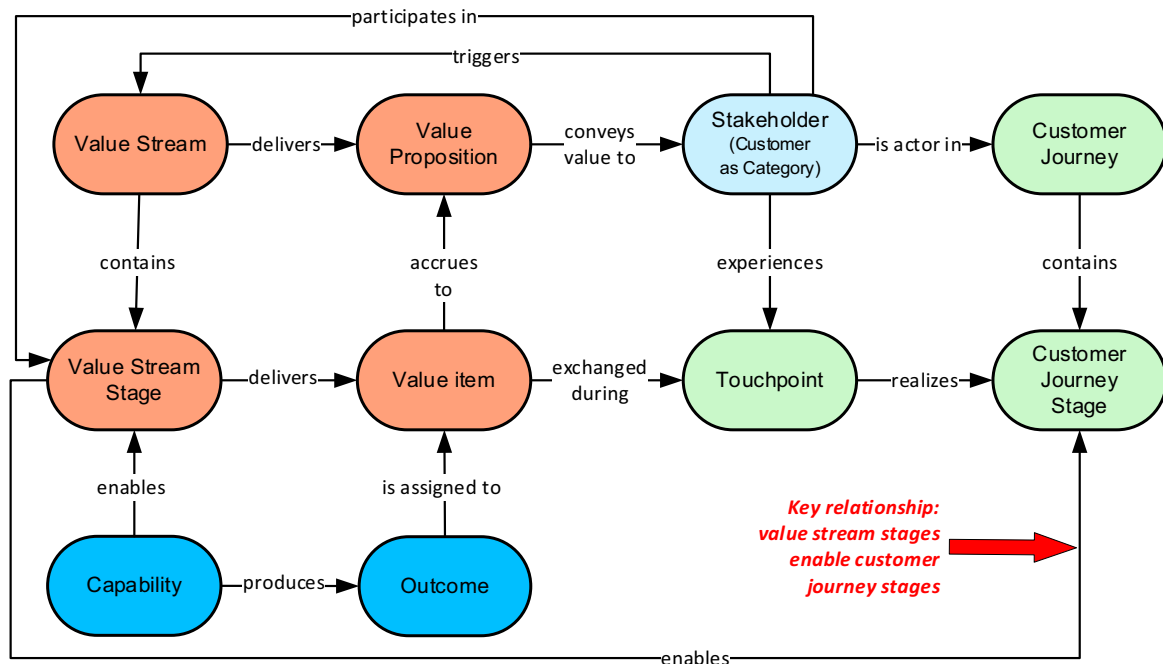 participates in
triggers
Value Stream
delivers
Value
Proposition
conveys
value to
Stakeholder
(Customer
as Category)
is actor in
Customer
Journey
contains
accrues
to
experiences
contains
Value Stream
Stage
delivers
Value item
exchanged
during
Touchpoint
realizes
Customer
Journey
Stage
enables
is assigned to
Key relationship:
value stream stages
enable customer
journey stages
Capability
produces
Outcome
enables